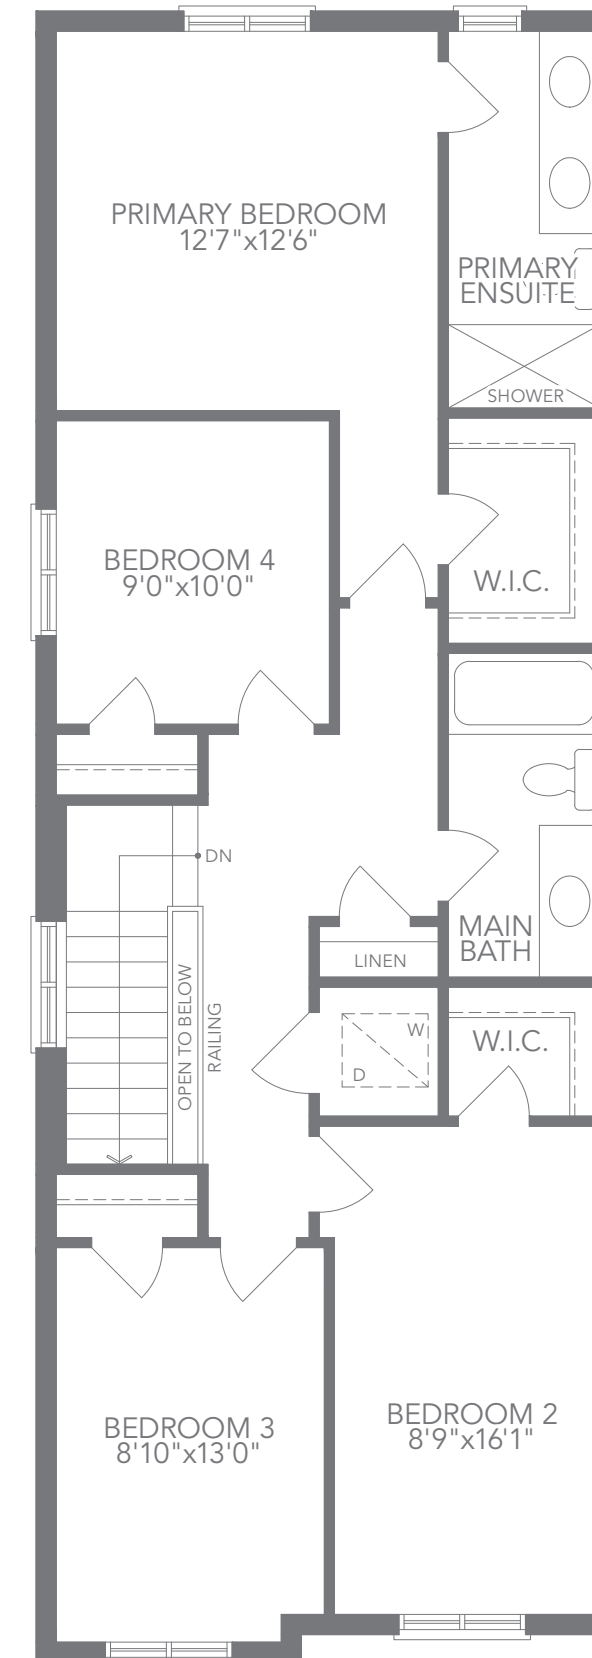 PRIMARY BEDROOM
12'7"x12'6"
PRIMARY
ENSUITE
SHOWER
BEDROOM 4
9'0"x10'0"
W.I.C.
DN
MAIN
BATH
LINEN
OPEN TO BELOW
RAILING
W
D
W.I.C.
BEDROOM 3
8'10"x13'0"
BEDROOM 2
8'9"x16'1"